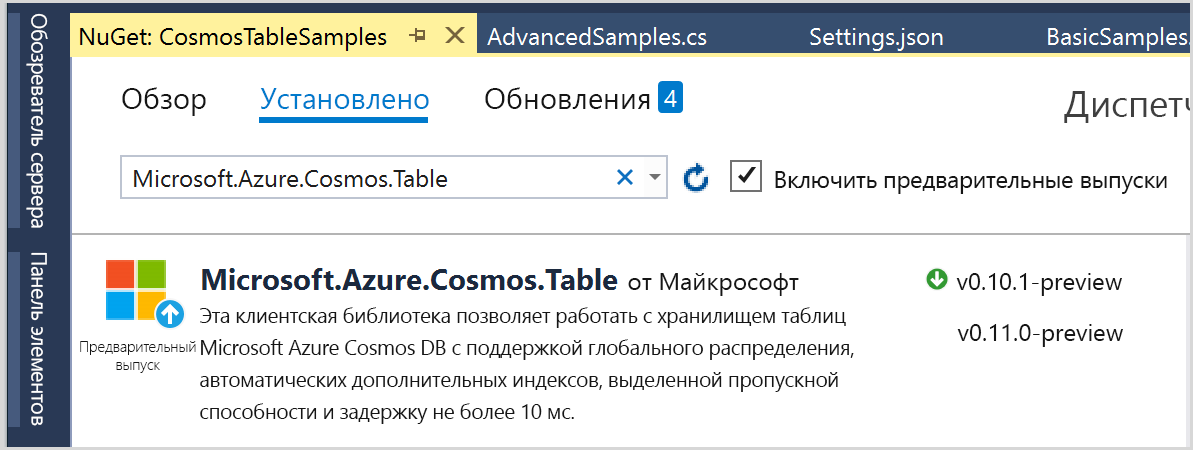 Обозреватель сервера
Панель элементов
NuGet: CosmosTableSamples
AdvancedSamples.cs
Settings.json
BasicSamples.
Обзор
Установлено
Обновления 4
Диспетч
Microsoft.Azure.Cosmos.Table
Включить предварительные выпуски
Microsoft.Azure.Cosmos.Table от Майкрософт
v0.10.1-preview
Эта клиентская библиотека позволяет работать с хранилищем таблиц
v0.11.0-preview
Предварительный
выпуск
Microsoft Azure Cosmos DB с поддержкой глобального распределения,
автоматических дополнительных индексов, выделенной пропускной
способности и задержку не более 10 мс.